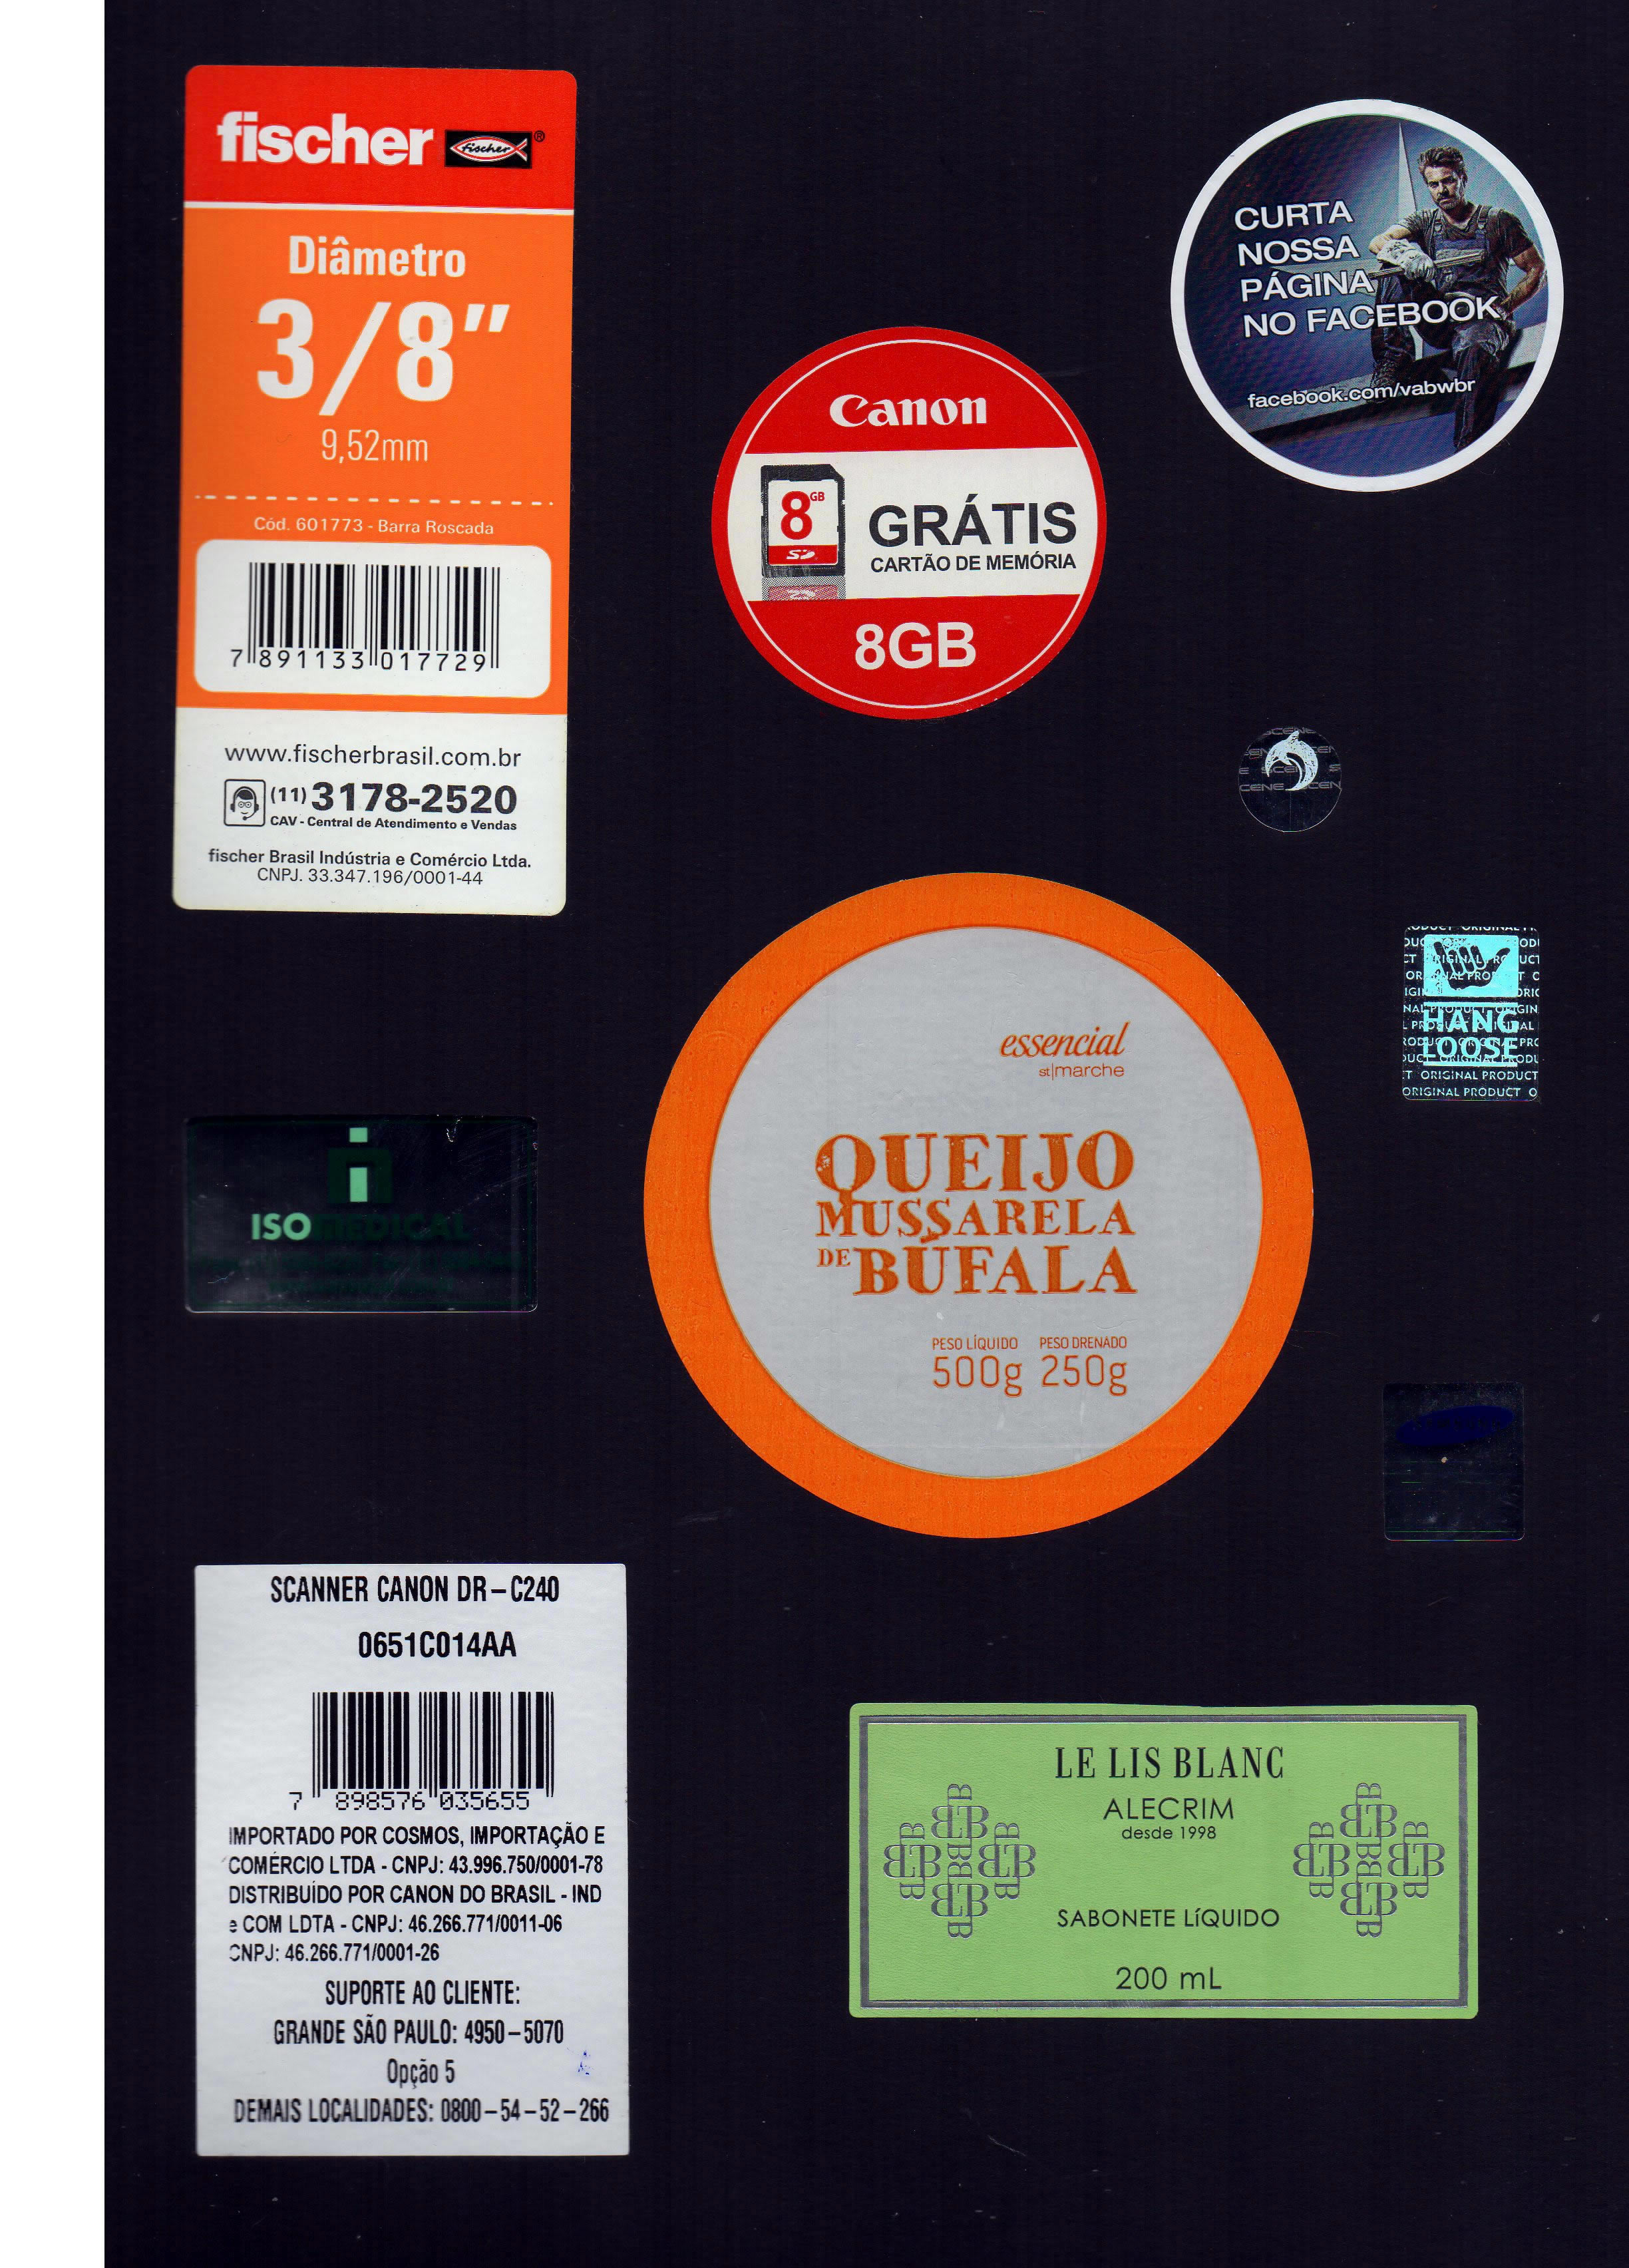 fischer fischer®
Diâmetro
3/8"
9,52mm
Cód. 601773 - Barra Roscada
7 891133 017729
www.fischerbrasil.com.br
(11) 3178-2520
CAV - Central de Atendimento e Vendas
fischer Brasil Indústria e Comércio Ltda.
CNPJ. 33.347.196/0001-44
CURTA
NOSSA
PÁGINA
NO FACEBOOK
facebook.com/vabwbr
Canon
8GB
GRÁTIS
CARTÃO DE MEMÓRIA
8GB
SCENE
essencial
st|marche
QUEIJO
MUSSARELA
DE BÚFALA
PESO LÍQUIDO PESO DRENADO
500g 250g
HANG
LOOSE
ORIGINAL PRODUCT
ORIGINAL PRODUCT
ISOMEDICAL
SCANNER CANON DR-C240
0651C014AA
7 898576 035655
IMPORTADO POR COSMOS, IMPORTAÇÃO E
COMÉRCIO LTDA - CNPJ: 43.996.750/0001-78
DISTRIBUÍDO POR CANON DO BRASIL - IND
e COM LDTA - CNPJ: 46.266.771/0011-06
CNPJ: 46.266.771/0001-26
SUPORTE AO CLIENTE:
GRANDE SÃO PAULO: 4950-5070
Opção 5
DEMAIS LOCALIDADES: 0800-54-52-266
LE LIS BLANC
ALECRIM
desde 1998
SABONETE LíQUIDO
200 mL